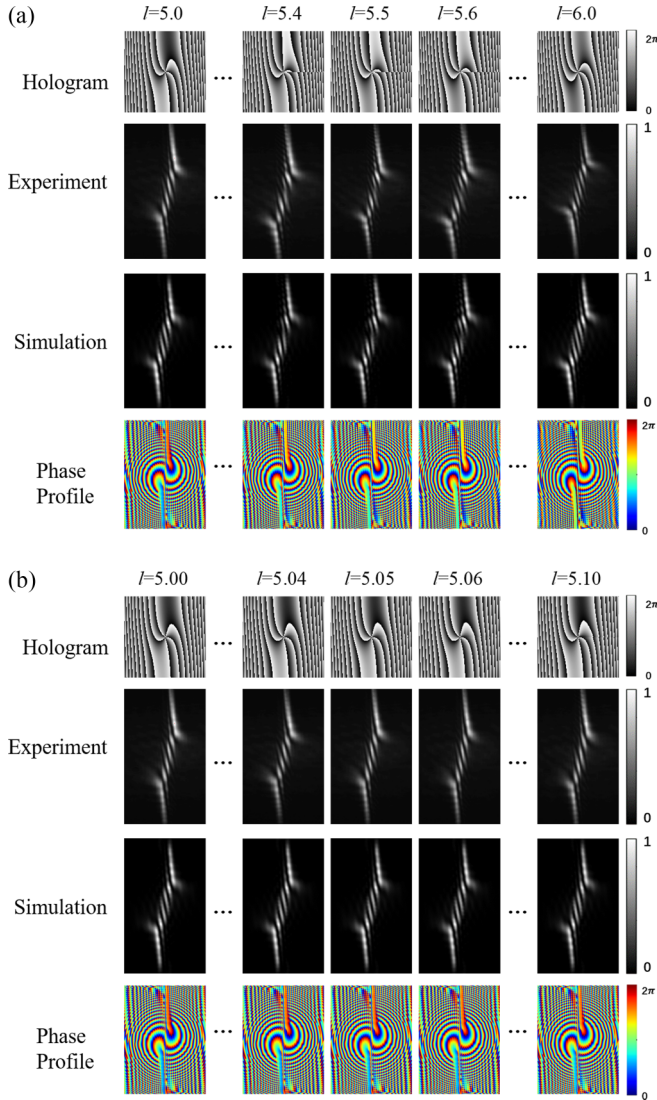 (a)
l=5.0 l=5.4 l=5.5 l=5.6 l=6.0
Hologram ... ... 2π 0
Experiment ... ... 1 0
Simulation ... ... 1 0
Phase ... ... 2π
Profile 0
(b)
l=5.00 l=5.04 l=5.05 l=5.06 l=5.10
Hologram ... ... 2π 0
Experiment ... ... 1 0
Simulation ... ... 1 0
Phase ... ... 2π
Profile 0